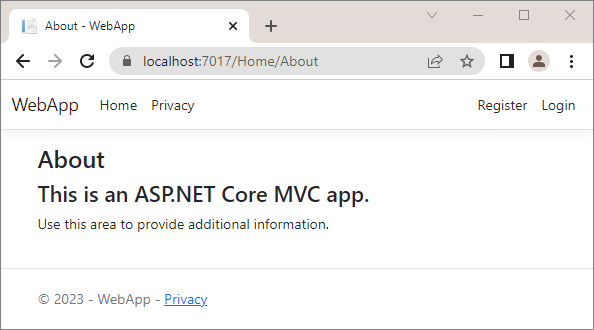 About - WebApp
localhost:7017/Home/About
WebApp Home Privacy Register Login
About
This is an ASP.NET Core MVC app.
Use this area to provide additional information.
© 2023 - WebApp - Privacy